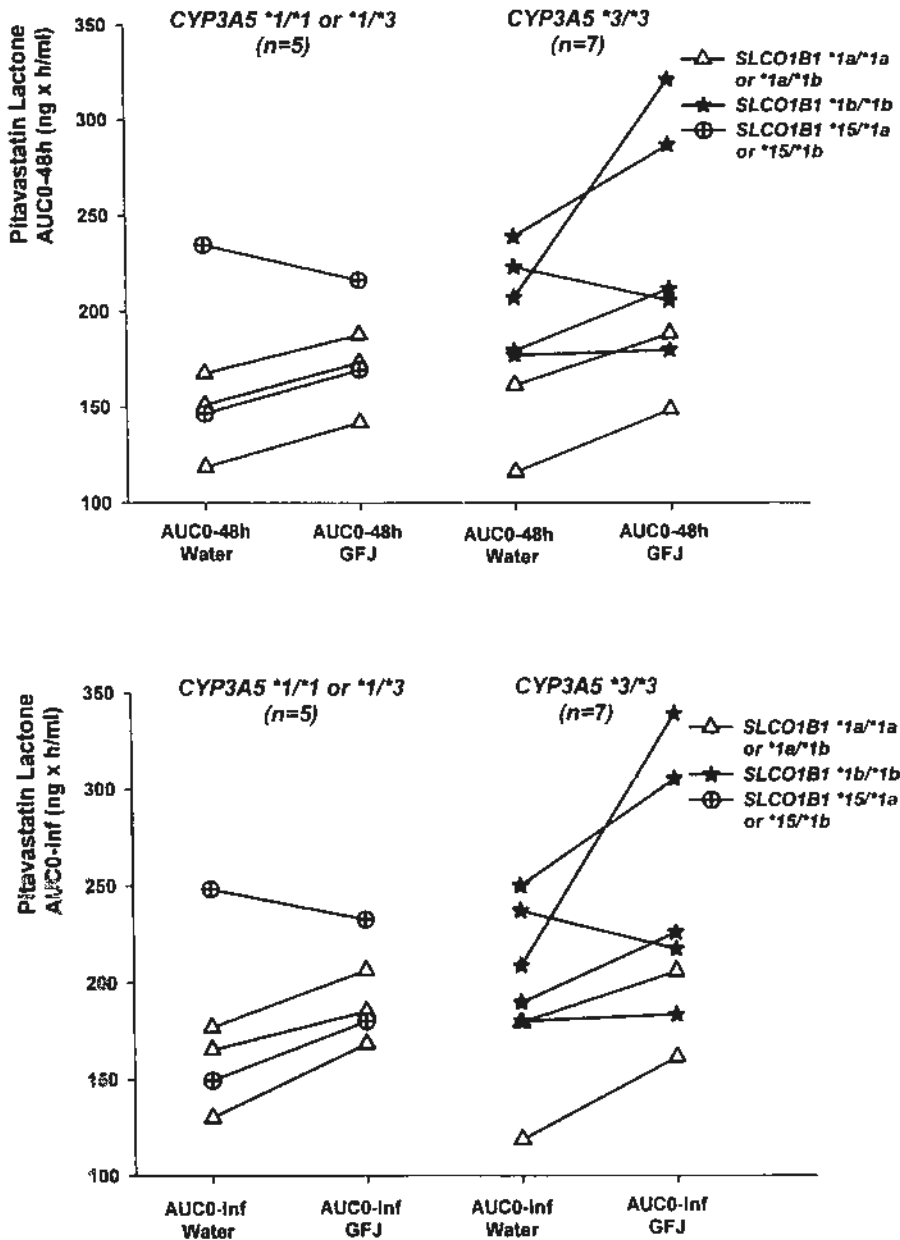 CYP3A5 *1/*1 or *1/*3
(n=5)
CYP3A5 *3/*3
(n=7)
SLCO1B1 *1a/*1a
or *1a/*1b
SLCO1B1 *1b/*1b
SLCO1B1 *15/*1a
or *15/*1b
Pitavastatin Lactone
AUC0-48h (ng x h/ml)
350
300
250
200
150
100
AUC0-48h
Water
AUC0-48h
GFJ
AUC0-48h
Water
AUC0-48h
GFJ
CYP3A5 *1/*1 or *1/*3
(n=5)
CYP3A5 *3/*3
(n=7)
SLCO1B1 *1a/*1a
or *1a/*1b
SLCO1B1 *1b/*1b
SLCO1B1 *15/*1a
or *15/*1b
Pitavastatin Lactone
AUC0-inf (ng x h/ml)
350
300
250
200
150
100
AUC0-Inf
Water
AUC0-Inf
GFJ
AUC0-Inf
Water
AUC0-Inf
GFJ